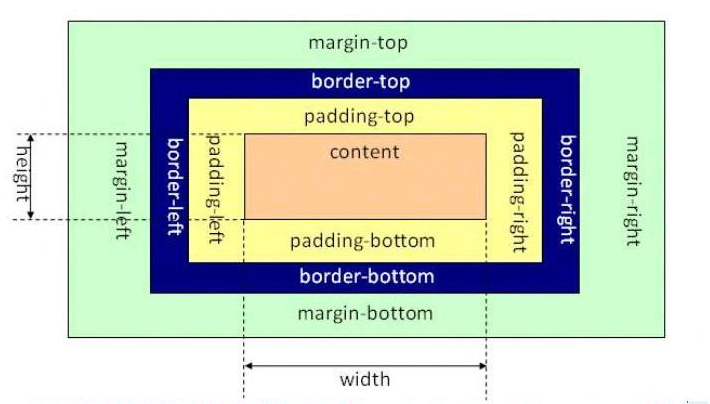 margin-top
border-top
padding-top
content
height
margin-left
border-left
padding-left
padding-right
border-right
margin-right
padding-bottom
border-bottom
margin-bottom
width